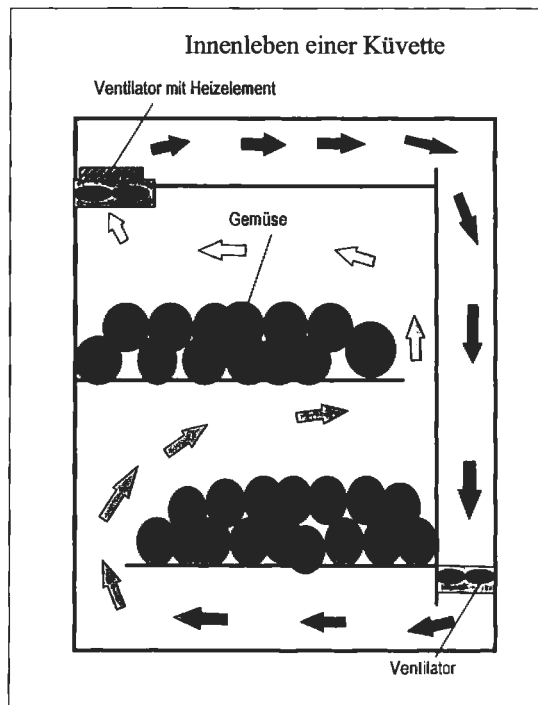 Innenleben einer Küvette
Ventilator mit Heizelement
Gemüse
Ventilator